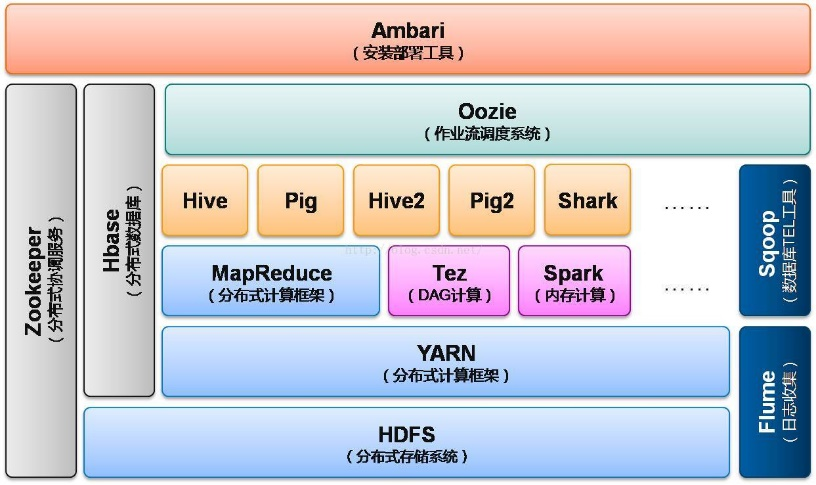 Ambari
（安装部署工具）
Zookeeper
（分布式协调服务）
Hbase
（分布式数据库）
Oozie
（作业流调度系统）
Hive
Pig
Hive2
Pig2
Shark
……
Sqoop
（数据库TEL工具）
http://blog.csdn.net/
MapReduce
（分布式计算框架）
Tez
（DAG计算）
Spark
（内存计算）
……
YARN
（分布式计算框架）
Flume
（日志收集）
HDFS
（分布式存储系统）